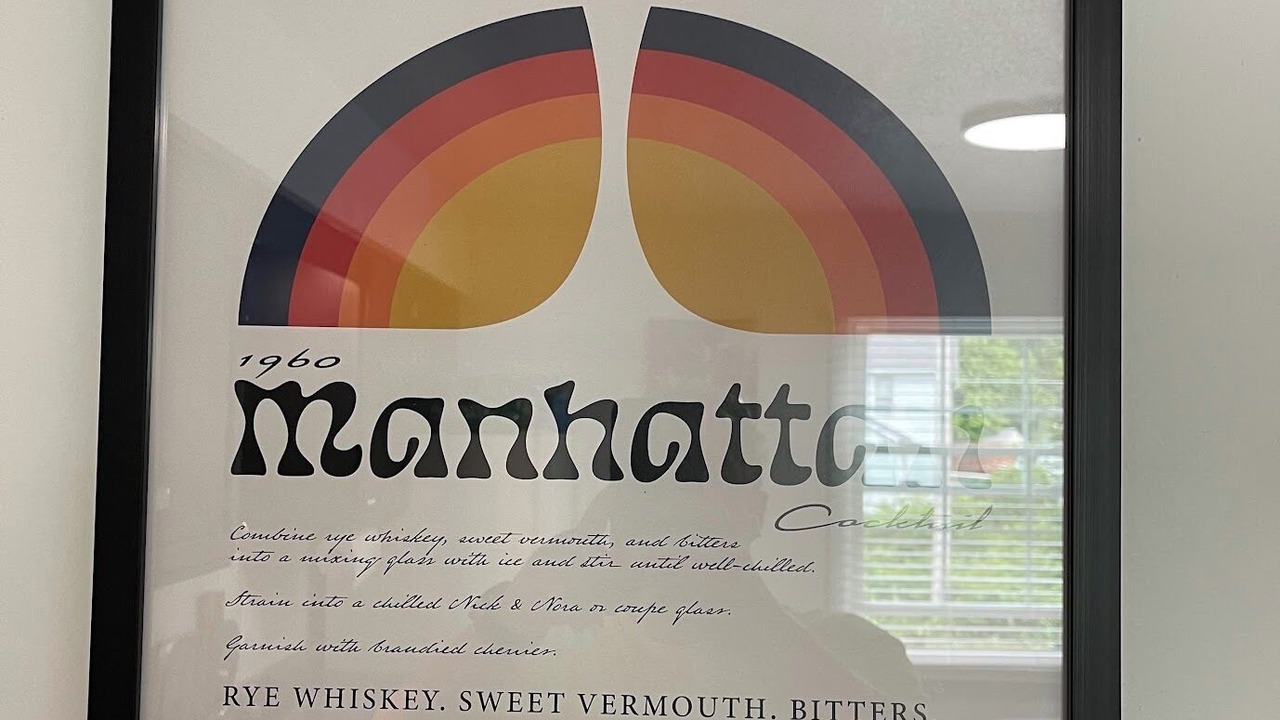 1960
Manhattan
Cocktail
Combine rye whiskey, sweet vermouth, and bitters
into a mixing glass with ice and stir until well-chilled.
Strain into a chilled Nick & Nora or coupe glass.
Garnish with brandied cherries.
RYE WHISKEY. SWEET VERMOUTH. BITTERS